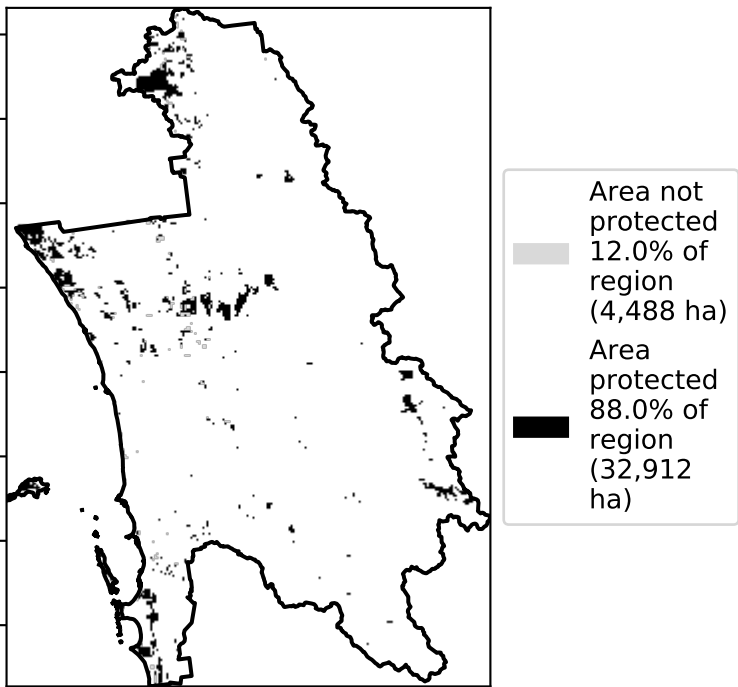 Area not
protected
12.0% of
region
(4,488 ha)
Area
protected
88.0% of
region
(32,912
ha)